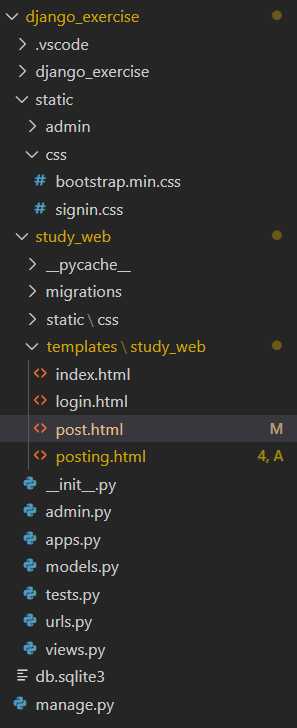 django_exercise
.vscode
django_exercise
static
admin
css
# bootstrap.min.css
# signin.css
study_web
__pycache__
migrations
static\css
templates\study_web
<> index.html
<> login.html
<> post.html M
<> posting.html 4, A
__init__.py
admin.py
apps.py
models.py
tests.py
urls.py
views.py
db.sqlite3
manage.py